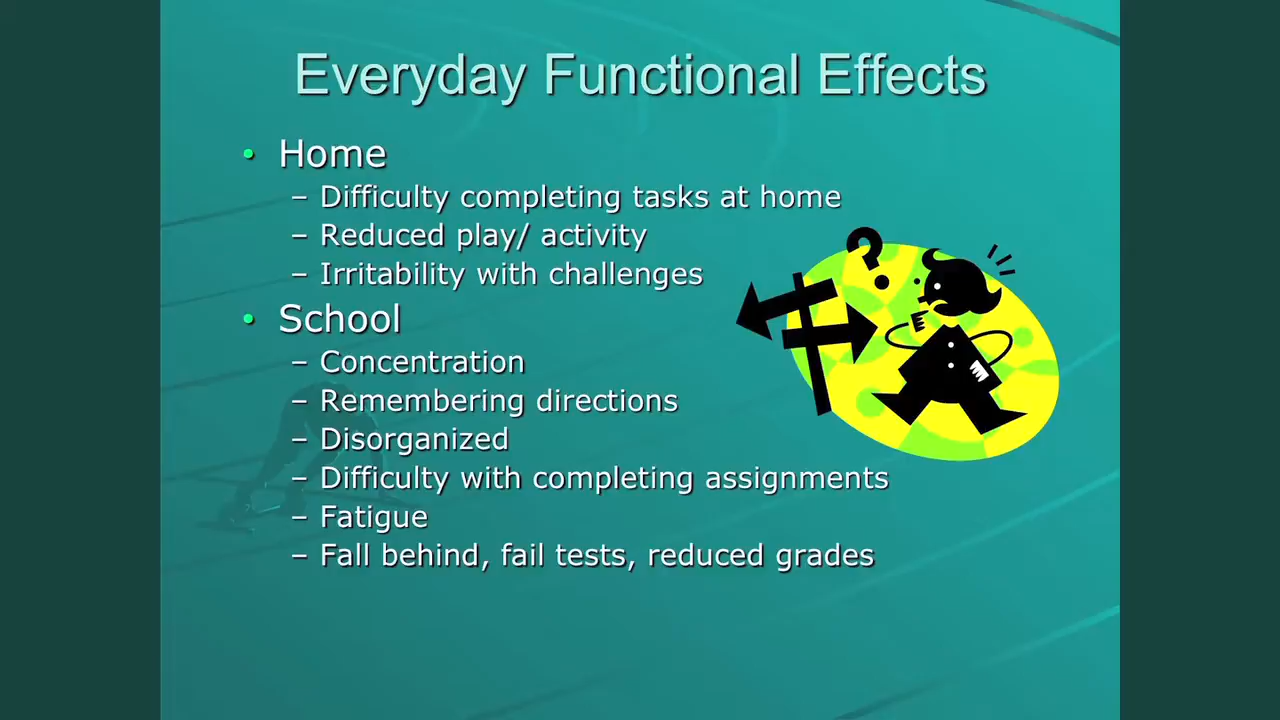 Everyday Functional Effects
• Home
– Difficulty completing tasks at home
– Reduced play/ activity
– Irritability with challenges
• School
– Concentration
– Remembering directions
– Disorganized
– Difficulty with completing assignments
– Fatigue
– Fall behind, fail tests, reduced grades
?